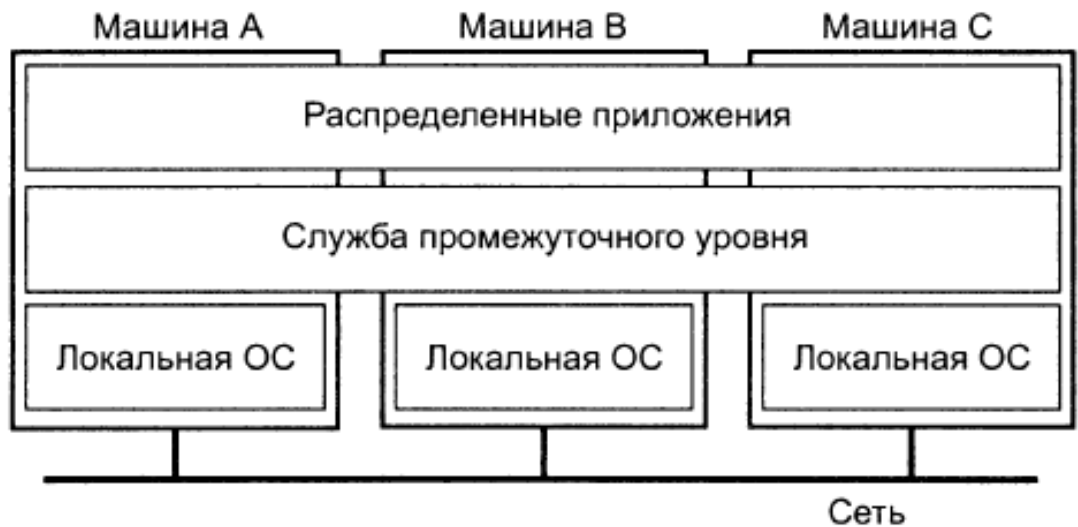 Машина A
Машина B
Машина C
Распределенные приложения
Служба промежуточного уровня
Локальная ОС
Локальная ОС
Локальная ОС
Сеть